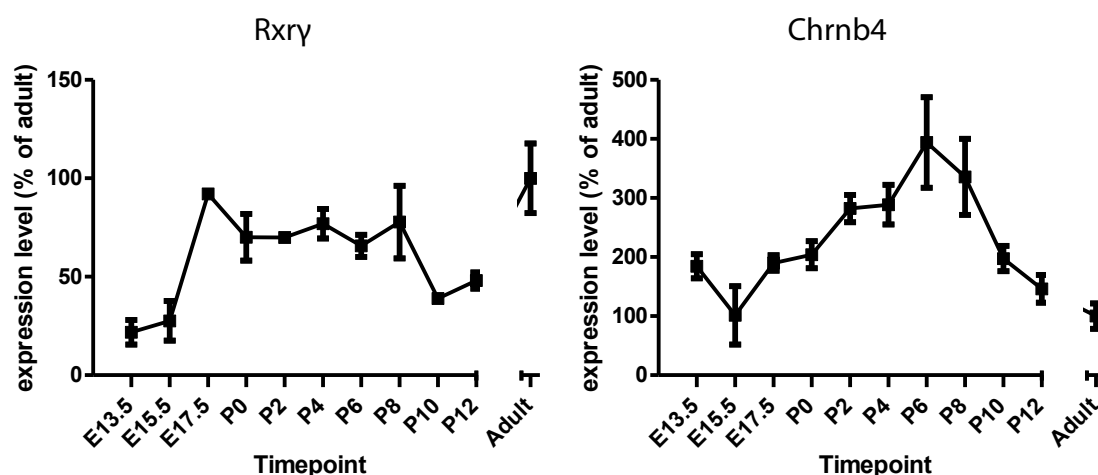 Rxrγ
expression level (% of adult)
150
100
50
0
E13.5
E15.5
E17.5
P0
P2
P4
P6
P8
P10
P12
Adult
Timepoint
Chrnb4
expression level (% of adult)
500
400
300
200
100
0
E13.5
E15.5
E17.5
P0
P2
P4
P6
P8
P10
P12
Adult
Timepoint